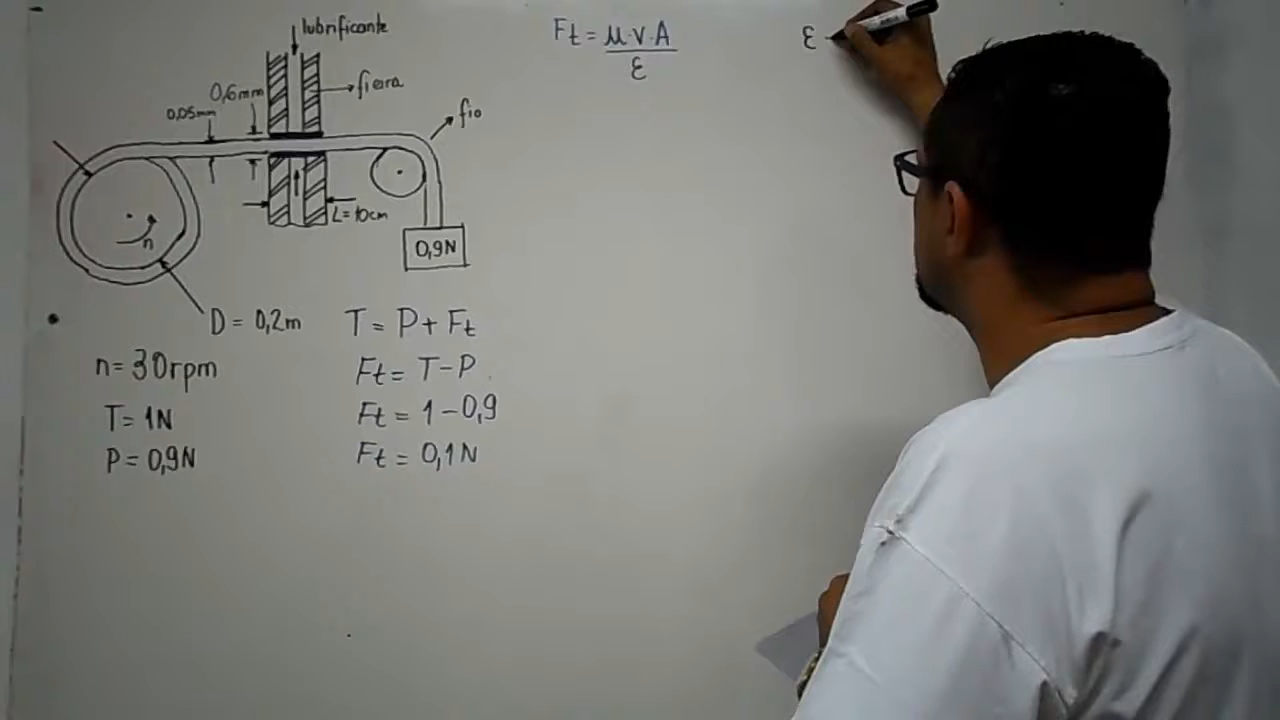 lubrificante
fieira
0,6mm
0,05mm
fio
n
L=10cm
0,9N
D = 0,2m
n=30rpm
T=1N
P=0,9N
T= P+Ft
Ft= T-P
Ft= 1-0,9
Ft= 0,1N
Ft= μ.v.A
ε
ε